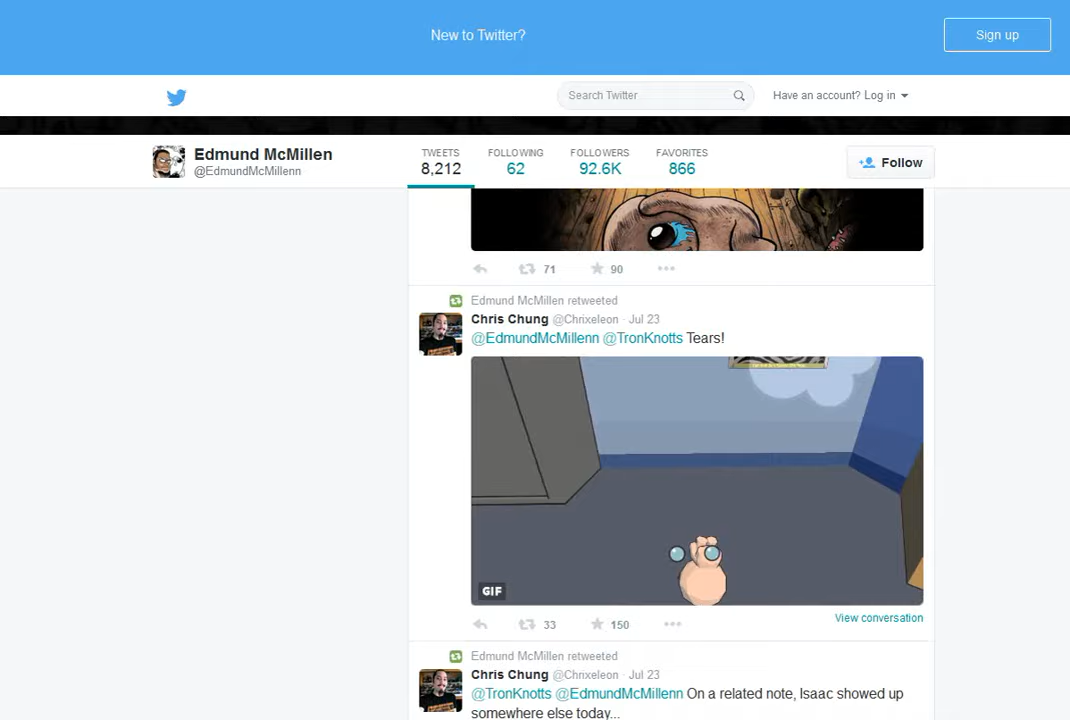 New to Twitter?
Sign up
Search Twitter
Have an account? Log in
Edmund McMillen
@EdmundMcMillenn
TWEETS
8,212
FOLLOWING
62
FOLLOWERS
92.6K
FAVORITES
866
Follow
71
90
Edmund McMillen retweeted
Chris Chung @Chrixeleon · Jul 23
@EdmundMcMillenn @TronKnotts Tears!
GIF
View conversation
33
150
Edmund McMillen retweeted
Chris Chung @Chrixeleon · Jul 23
@TronKnotts @EdmundMcMillenn On a related note, Isaac showed up
somewhere else today...